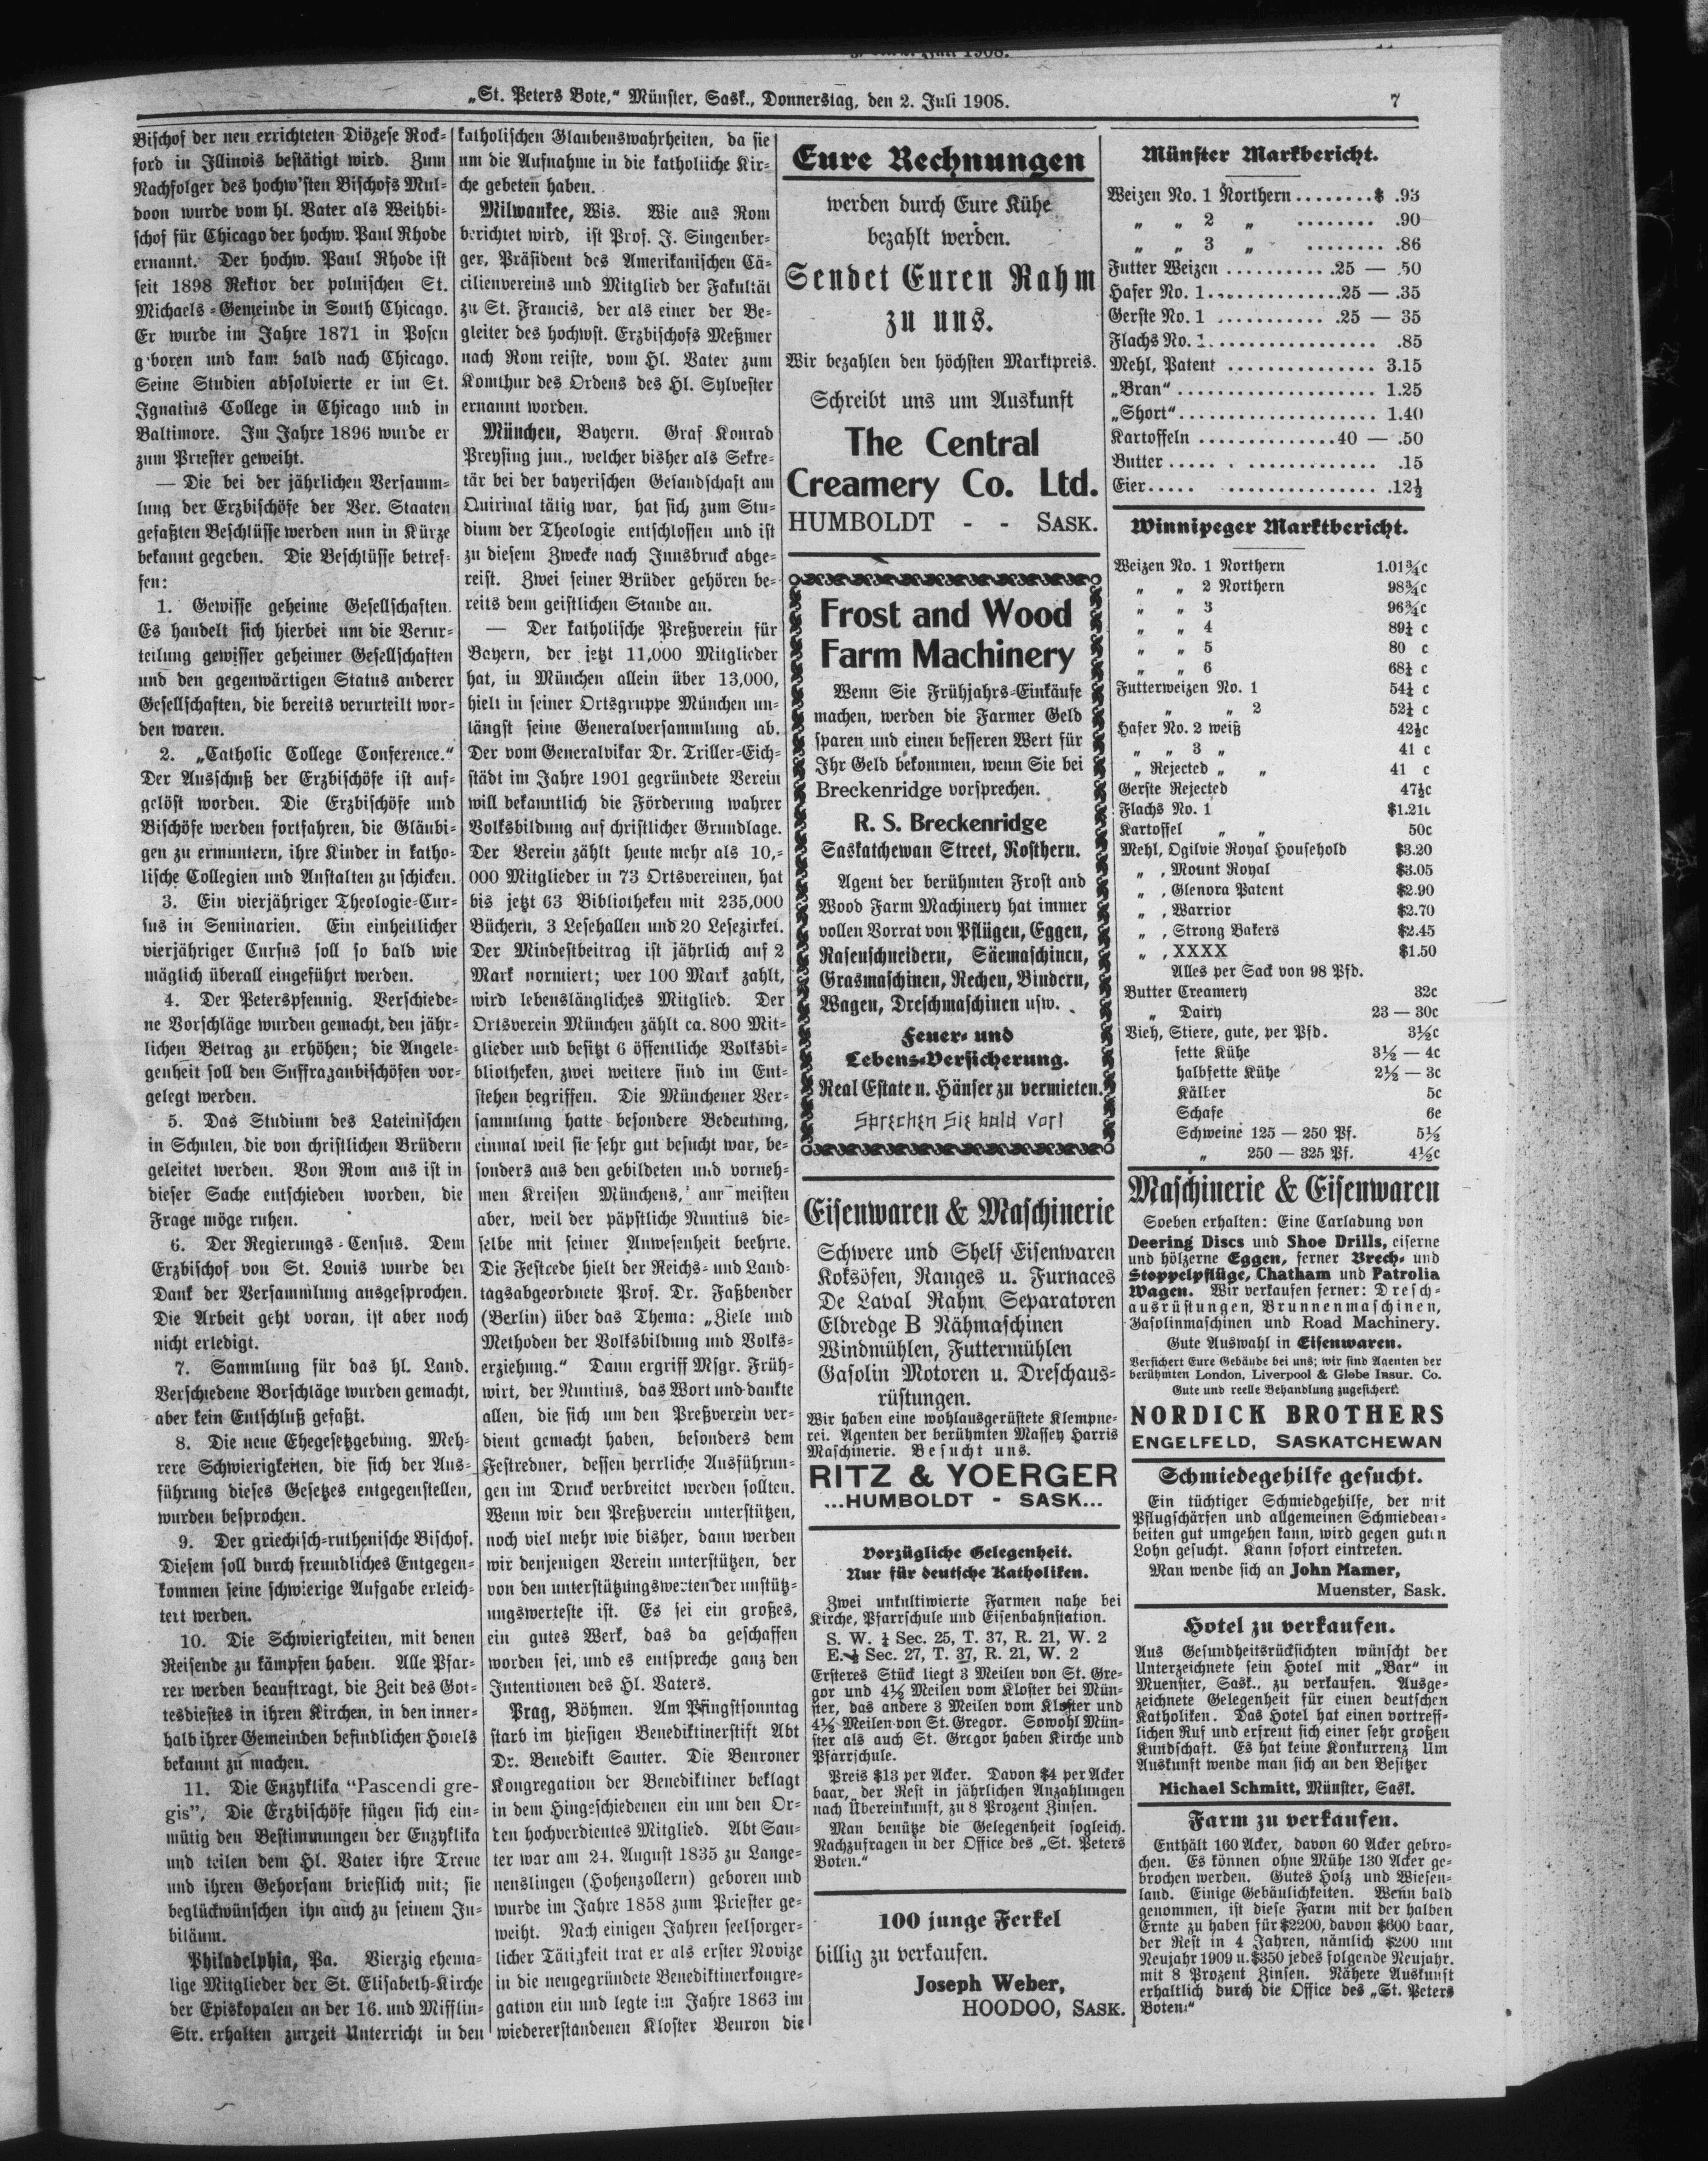 „St. Peters Bote,“ Münster, Sask., Donnerstag, den 2. Juli 1908.
7
Bischof der neu errichteten Diözese Rock-
ford in Illinois bestätigt wird. Zum
Nachfolger des hochw'sten Bischofs Mul-
doon wurde vom hl. Vater als Weihbi-
schof für Chicago der hochw. Paul Rhode
ernannt. Der hochw. Paul Rhode ist
seit 1898 Rektor der polnischen St.
Michaels-Gemeinde in South Chicago.
Er wurde im Jahre 1871 in Posen
g boren und kam bald nach Chicago.
Seine Studien absolvierte er im St.
Ignatius College in Chicago und in
Baltimore. Im Jahre 1896 wurde er
zum Priester geweiht.
— Die bei der jährlichen Versamm-
lung der Erzbischöfe der Ver. Staaten
gefaßten Beschlüsse werden nun in Kürze
bekannt gegeben. Die Beschlüsse betref-
fen:
1. Gewisse geheime Gesellschaften.
Es handelt sich hierbei um die Verur-
teilung gewisser geheimer Gesellschaften
und den gegenwärtigen Status anderer
Gesellschaften, die bereits verurteilt wor-
den waren.
2. „Catholic College Conference.“
Der Ausschuß der Erzbischöfe ist auf-
gelöst worden. Die Erzbischöfe und
Bischöfe werden fortfahren, die Gläubi-
gen zu ermuntern, ihre Kinder in katho-
lische Collegien und Anstalten zu schicken.
3. Ein vierjähriger Theologie-Cur-
sus in Seminarien. Ein einheitlicher
vierjähriger Cursus soll so bald wie
mäglich überall eingeführt werden.
4. Der Peterspfennig. Verschiede-
ne Vorschläge wurden gemacht, den jähr-
lichen Betrag zu erhöhen; die Angele-
genheit soll den Suffraganbischöfen vor-
gelegt werden.
5. Das Studium des Lateinischen
in Schulen, die von christlichen Brüdern
geleitet werden. Von Rom aus ist in
dieser Sache entschieden worden, die
Frage möge ruhen.
6. Der Regierungs-Census. Dem
Erzbischof von St. Louis wurde der
Dank der Versammlung ausgesprochen.
Die Arbeit geht voran, ist aber noch
nicht erledigt.
7. Sammlung für das hl. Land.
Verschiedene Vorschläge wurden gemacht,
aber kein Entschluß gefaßt.
8. Die neue Ehegesetzgebung. Meh-
rere Schwierigkeiten, die sich der Aus-
führung dieses Gesetzes entgegenstellen,
wurden besprochen.
9. Der griechisch-ruthenische Bischof.
Diesem soll durch freundliches Entgegen-
kommen seine schwierige Aufgabe erleich-
tert werden.
10. Die Schwierigkeiten, mit denen
Reisende zu kämpfen haben. Alle Pfar-
rer werden beauftragt, die Zeit des Got-
tesdiestes in ihren Kirchen, in den inner-
halb ihrer Gemeinden befindlichen Hotels
bekannt zu machen.
11. Die Enzyklika “Pascendi gre-
gis”, Die Erzbischöfe fügen sich ein-
mütig den Bestimmungen der Enzyklika
und teilen dem Hl. Vater ihre Treue
und ihren Gehorsam brieflich mit; sie
beglückwünschen ihn auch zu seinem Ju-
biläum.
Philadelphia, Pa. Vierzig ehema-
lige Mitglieder der St. Elisabeth-Kirche
der Episkopalen an der 16. und Mifflin-
Str. erhalten zurzeit Unterricht in den
katholischen Glaubenswahrheiten, da sie
um die Aufnahme in die katholische Kir-
che gebeten haben.
Milwaukee, Wis. Wie aus Rom
berichtet wird, ist Prof. J. Singenber-
ger, Präsident des Amerikanischen Cä-
cilienvereins und Mitglied der Fakultät
zu St. Francis, der als einer der Be-
gleiter des hochwst. Erzbischofs Meßmer
nach Rom reiste, vom Hl. Vater zum
Komthur des Ordens des Hl. Sylvester
ernannt worden.
München, Bayern. Graf Konrad
Preysing jun., welcher bisher als Sekre-
tär bei der bayerischen Gesandschaft am
Quirinal tätig war, hat sich zum Stu-
dium der Theologie entschlossen und ist
zu diesem Zwecke nach Innsbruck abge-
reist. Zwei seiner Brüder gehören be-
reits dem geistlichen Stande an.
— Der katholische Preßverein für
Bayern, der jetzt 11,000 Mitglieder
hat, in München allein über 13,000,
hielt in seiner Ortsgruppe München un-
längst seine Generalversammlung ab.
Der vom Generalvikar Dr. Triller-Eich-
städt im Jahre 1901 gegründete Verein
will bekanntlich die Förderung wahrer
Volksbildung auf christlicher Grundlage.
Der Verein zählt heute mehr als 10,-
000 Mitglieder in 73 Ortsvereinen, hat
bis jetzt 63 Bibliotheken mit 235,000
Büchern, 3 Lesehallen und 20 Lesezirkel.
Der Mindestbeitrag ist jährlich auf 2
Mark normiert; wer 100 Mark zahlt,
wird lebenslängliches Mitglied. Der
Ortsverein München zählt ca. 800 Mit-
glieder und besitzt 6 öffentliche Volksbi-
bliotheken, zwei weitere sind im Ent-
stehen begriffen. Die Münchener Ver-
sammlung hatte besondere Bedeutung,
einmal weil sie sehr gut besucht war, be-
sonders aus den gebildeten und vorneh-
men Kreisen Münchens, am meisten
aber, weil der päpstliche Nuntius die-
selbe mit seiner Anwesenheit beehrte.
Die Festrede hielt der Reichs- und Land-
tagsabgeordnete Prof. Dr. Faßbender
(Berlin) über das Thema: „Ziele und
Methoden der Volksbildung und Volks-
erziehung.“ Dann ergriff Msgr. Früh-
wirt, der Nuntius, das Wort und dankte
allen, die sich um den Preßverein ver-
dient gemacht haben, besonders dem
Festredner, dessen herrliche Ausführun-
gen im Druck verbreitet werden sollten.
Wenn wir den Preßverein unterstützen,
noch viel mehr wie bisher, dann werden
wir denjenigen Verein unterstützen, der
von den unterstützungswerten der unstütz-
ungswerteste ist. Es sei ein großes,
ein gutes Werk, das da geschaffen
worden sei, und es entspreche ganz den
Intentionen des Hl. Vaters.
Prag, Böhmen. Am Pfingstsonntag
starb im hiesigen Benediktinerstift Abt
Dr. Benedikt Sauter. Die Beuroner
Kongregation der Benediktiner beklagt
in dem Hingeschiedenen ein um den Or-
den hochverdientes Mitglied. Abt Sau-
ter war am 24. August 1835 zu Lange-
nenslingen (Hohenzollern) geboren und
wurde im Jahre 1858 zum Priester ge-
weiht. Nach einigen Jahren seelsorger-
licher Tätigkeit trat er als erster Novize
in die neugegründete Benediktinerkongre-
gation ein und legte im Jahre 1863 im
wiedererstandenen Kloster Beuron die
Eure Rechnungen
werden durch Eure Kühe
bezahlt werden.
Sendet Euren Rahm
zu uns.
Wir bezahlen den höchsten Marktpreis.
Schreibt uns um Auskunft
The Central
Creamery Co. Ltd.
HUMBOLDT - - SASK.
Frost and Wood
Farm Machinery
Wenn Sie Frühjahrs-Einkäufe
machen, werden die Farmer Geld
sparen und einen besseren Wert für
Ihr Geld bekommen, wenn Sie bei
Breckenridge vorsprechen.
R. S. Breckenridge
Saskatchewan Street, Rosthern.
Agent der berühmten Frost and
Wood Farm Machinery hat immer
vollen Vorrat von Pflügen, Eggen,
Rasenschneidern, Säemaschinen,
Grasmaschinen, Rechen, Bindern,
Wagen, Dreschmaschinen usw.
Feuer- und
Lebens-Versicherung.
Real Estate u. Häuser zu vermieten.
Sprechen Sie bald vor!
Eisenwaren & Maschinerie
Schwere und Shelf Eisenwaren
Koksöfen, Ranges u. Furnaces
De Laval Rahm Separatoren
Eldredge B Nähmaschinen
Windmühlen, Futtermühlen
Gasolin Motoren u. Dreschaus-
rüstungen.
Wir haben eine wohlausgerüstete Klempne-
rei. Agenten der berühmten Massey Harris
Maschinerie. Besucht uns.
RITZ & YOERGER
...HUMBOLDT - SASK...
Vorzügliche Gelegenheit.
Nur für deutsche Katholiken.
Zwei unkultiwierte Farmen nahe bei
Kirche, Pfarrschule und Eisenbahnstation.
S. W. ¼ Sec. 25, T. 37, R. 21, W. 2
E. ½ Sec. 27, T. 37, R. 21, W. 2
Ersteres Stück liegt 3 Meilen von St. Gre-
gor und 4½ Meilen vom Kloster bei Mün-
ster, das andere 3 Meilen vom Kloster und
4½ Meilen von St. Gregor. Sowohl Mün-
ster als auch St. Gregor haben Kirche und
Pfarrschule.
Preis $13 per Acker. Davon $4 per Acker
baar, der Rest in jährlichen Anzahlungen
nach Übereinkunft, zu 8 Prozent Zinsen.
Man benütze die Gelegenheit sogleich.
Nachzufragen in der Office des „St. Peters
Boten.“
100 junge Ferkel
billig zu verkaufen.
Joseph Weber,
HOODOO, SASK.
Münster Markbericht.
Weizen No. 1 Northern........$ .93
„ „ 2 „ ........ .90
„ „ 3 „ ........ .86
Futter Weizen ...........25 — .50
Hafer No. 1..............25 — .35
Gerste No. 1 ........... .25 — 35
Flachs No. 1................. .85
Mehl, Patent ............... 3.15
„Bran“.................... 1.25
„Short“.................... 1.40
Kartoffeln ..............40 — .50
Butter..... . ............. .15
Eier..... ............... .12½
Winnipeger Marktbericht.
Weizen No. 1 Northern 1.01¾c
„ „ 2 Northern 98¾c
„ „ 3 96¾c
„ „ 4 89¼ c
„ „ 5 80 c
„ „ 6 68¼ c
Futterweizen No. 1 54¼ c
„ „ 2 52¼ c
Hafer No. 2 weiß 42½c
„ „ 3 „ 41 c
„ Rejected „ „ 41 c
Gerste Rejected 47½c
Flachs No. 1 $1.21c
Kartoffel „ „ 50c
Mehl, Ogilvie Royal Household $3.20
„ , Mount Royal $3.05
„ , Glenora Patent $2.90
„ , Warrior $2.70
„ , Strong Bakers $2.45
„ , XXXX $1.50
Alles per Sack von 98 Pfd.
Butter Creamery 32c
„ Dairy 23 — 30c
Vieh, Stiere, gute, per Pfd. 3½c
fette Kühe 3½ — 4c
halbfette Kühe 2½ — 3c
Kälber 5c
Schafe 6c
Schweine 125 — 250 Pf. 5½
„ 250 — 325 Pf. 4½c
Maschinerie & Eisenwaren
Soeben erhalten: Eine Carladung von
Deering Discs und Shoe Drills, eiserne
und hölzerne Eggen, ferner Brech- und
Stoppelpflüge, Chatham und Patrolia
Wagen. Wir verkaufen ferner: Dresch-
ausrüstungen, Brunnenmaschinen,
Gasolinmaschinen und Road Machinery.
Gute Auswahl in Eisenwaren.
Versichert Eure Gebäude bei uns; wir sind Agenten der
berühmten London, Liverpool & Globe Insur. Co.
Gute und reelle Behandlung zugesichert.
NORDICK BROTHERS
ENGELFELD, SASKATCHEWAN
Schmiedegehilfe gesucht.
Ein tüchtiger Schmiedgehilfe, der mit
Pflugschärfen und allgemeinen Schmiedear-
beiten gut umgehen kann, wird gegen guten
Lohn gesucht. Kann sofort eintreten.
Man wende sich an John Mamer,
Muenster, Sask.
Hotel zu verkaufen.
Aus Gesundheitsrücksichten wünscht der
Unterzeichnete sein Hotel mit „Bar“ in
Muenster, Sask., zu verkaufen. Ausge-
zeichnete Gelegenheit für einen deutschen
Katholiken. Das Hotel hat einen vortreff-
lichen Ruf und erfreut sich einer sehr großen
Kundschaft. Es hat keine Konkurrenz Um
Auskunft wende man sich an den Besitzer
Michael Schmitt, Münster, Sask.
Farm zu verkaufen.
Enthält 160 Acker, davon 60 Acker gebro-
chen. Es können ohne Mühe 130 Acker ge-
brochen werden. Gutes Holz und Wiesen-
land. Einige Gebäulichkeiten. Wenn bald
genommen, ist diese Farm mit der halben
Ernte zu haben für $2200, davon $600 baar,
der Rest in 4 Jahren, nämlich $200 um
Neujahr 1909 u. $350 jedes folgende Neujahr.
mit 8 Prozent Zinsen. Nähere Auskunft
erhältlich durch die Office des „St. Peters
Boten.“